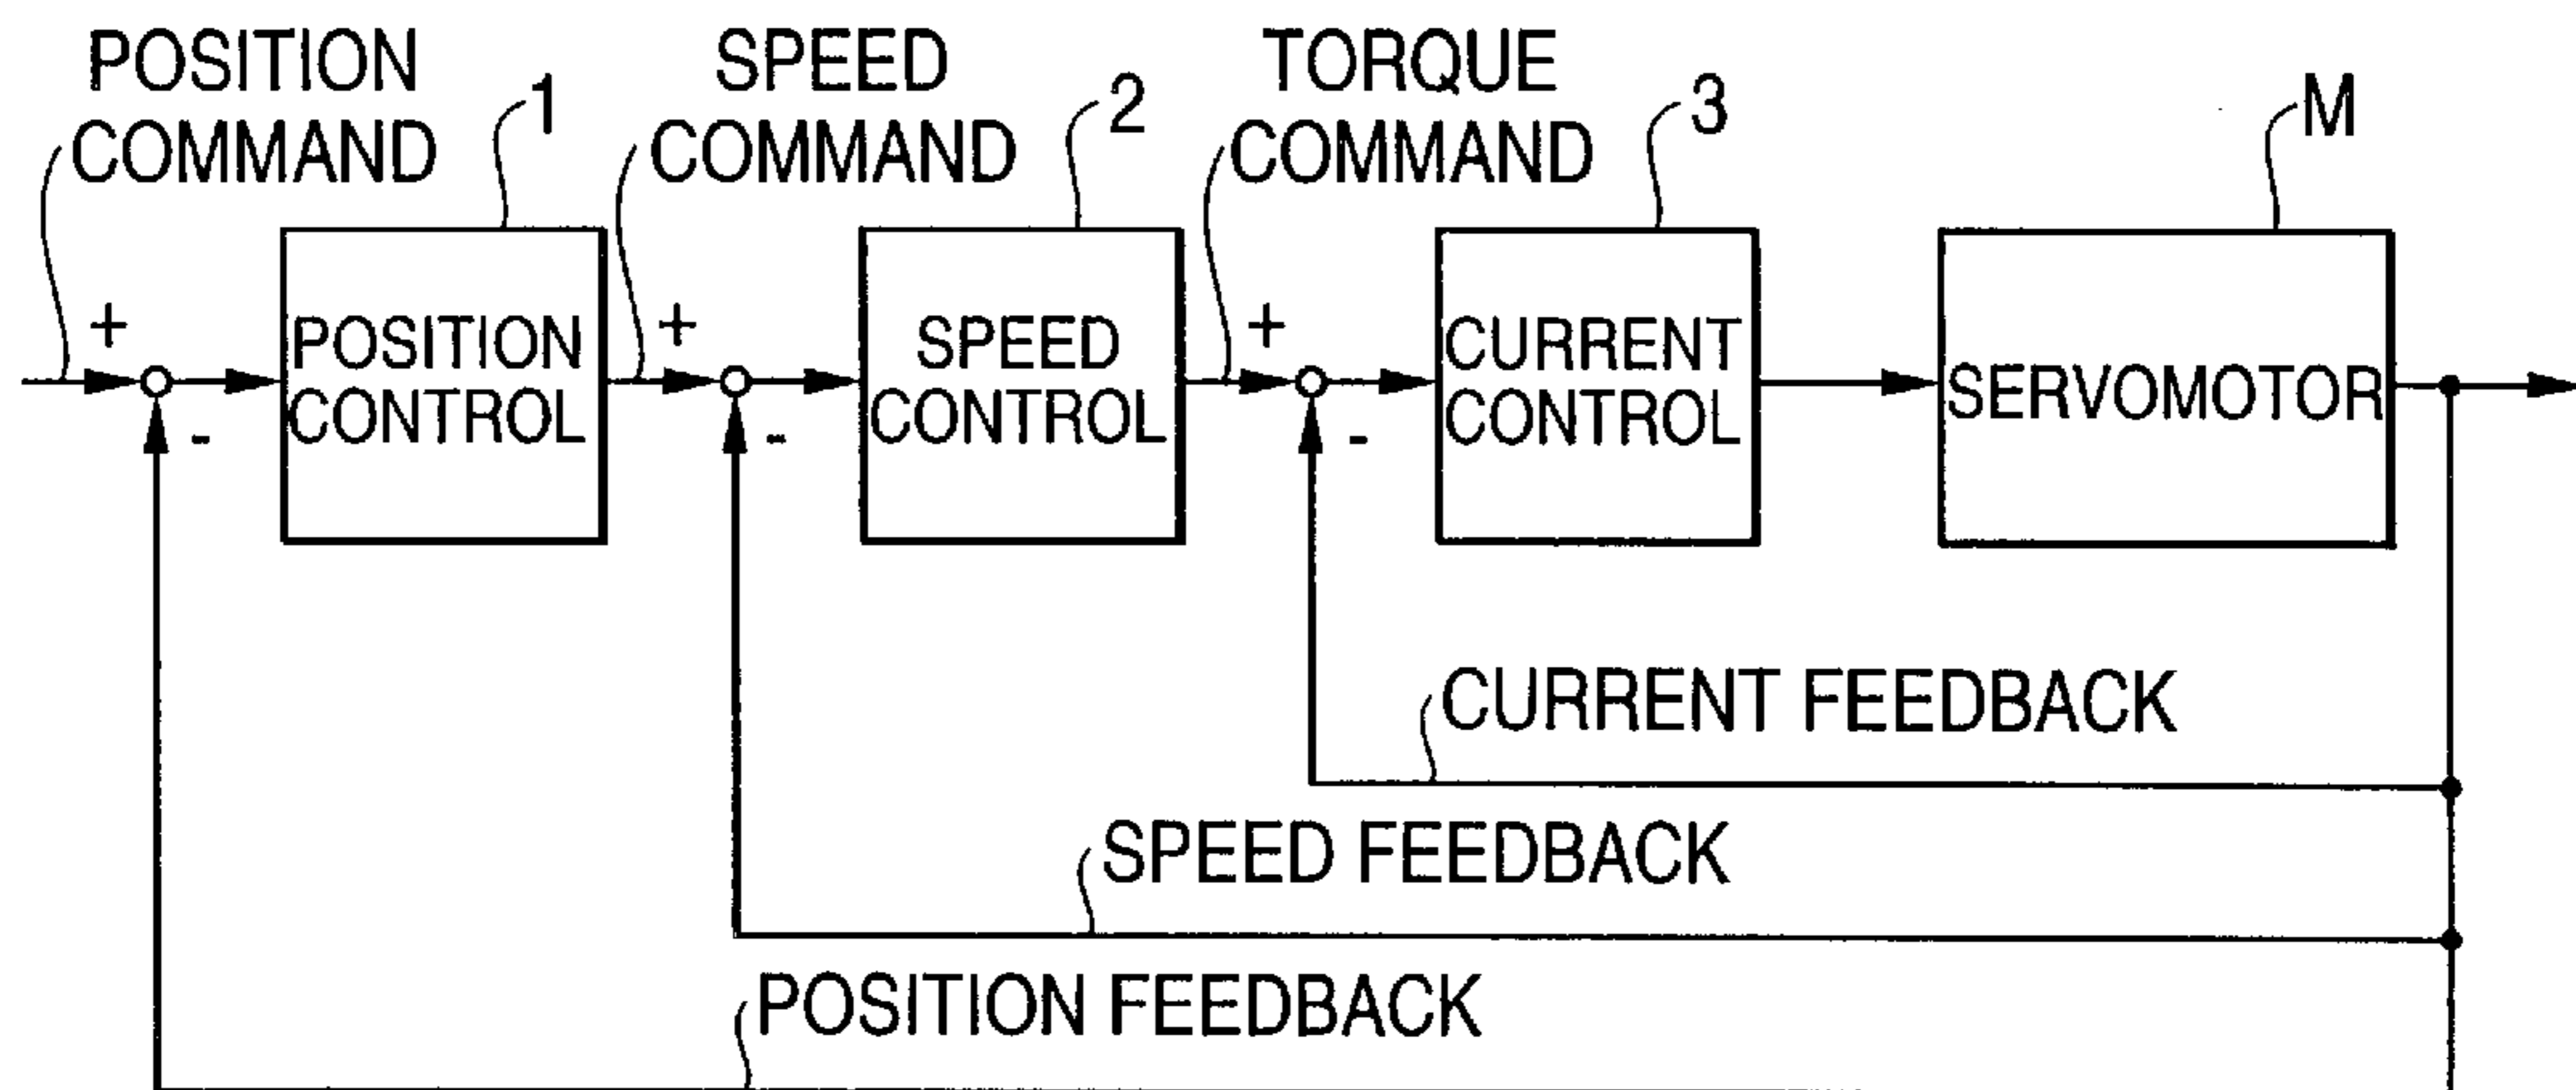 POSITION
COMMAND
1
SPEED
COMMAND
2
TORQUE
COMMAND
3
M
+
+
+
POSITION
CONTROL
SPEED
CONTROL
CURRENT
CONTROL
SERVOMOTOR
-
-
-
CURRENT FEEDBACK
SPEED FEEDBACK
POSITION FEEDBACK